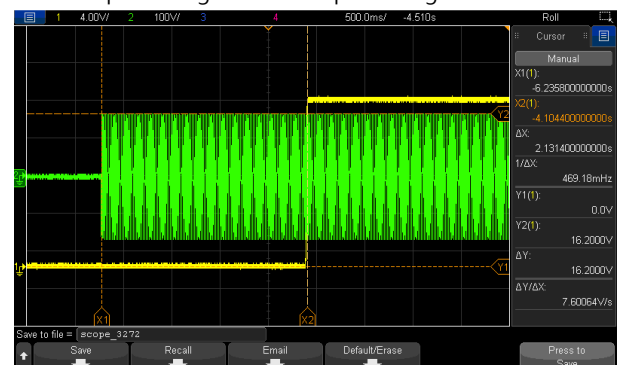 1 4.00V/ 2 100V/ 3 4 500.0ms/ -4.510s Roll
Cursor
Manual
X1(1):
-6.235800000000s
X2(1):
-4.104400000000s
ΔX:
2.131400000000s
1/ΔX:
469.18mHz
Y1(1):
0.0V
Y2(1):
16.2000V
ΔY:
16.2000V
ΔY/ΔX:
7.60064V/s
Y2
2
1
Y1
X1 X2
Save to file = scope_3272
Save Recall Email Default/Erase Press to
Save